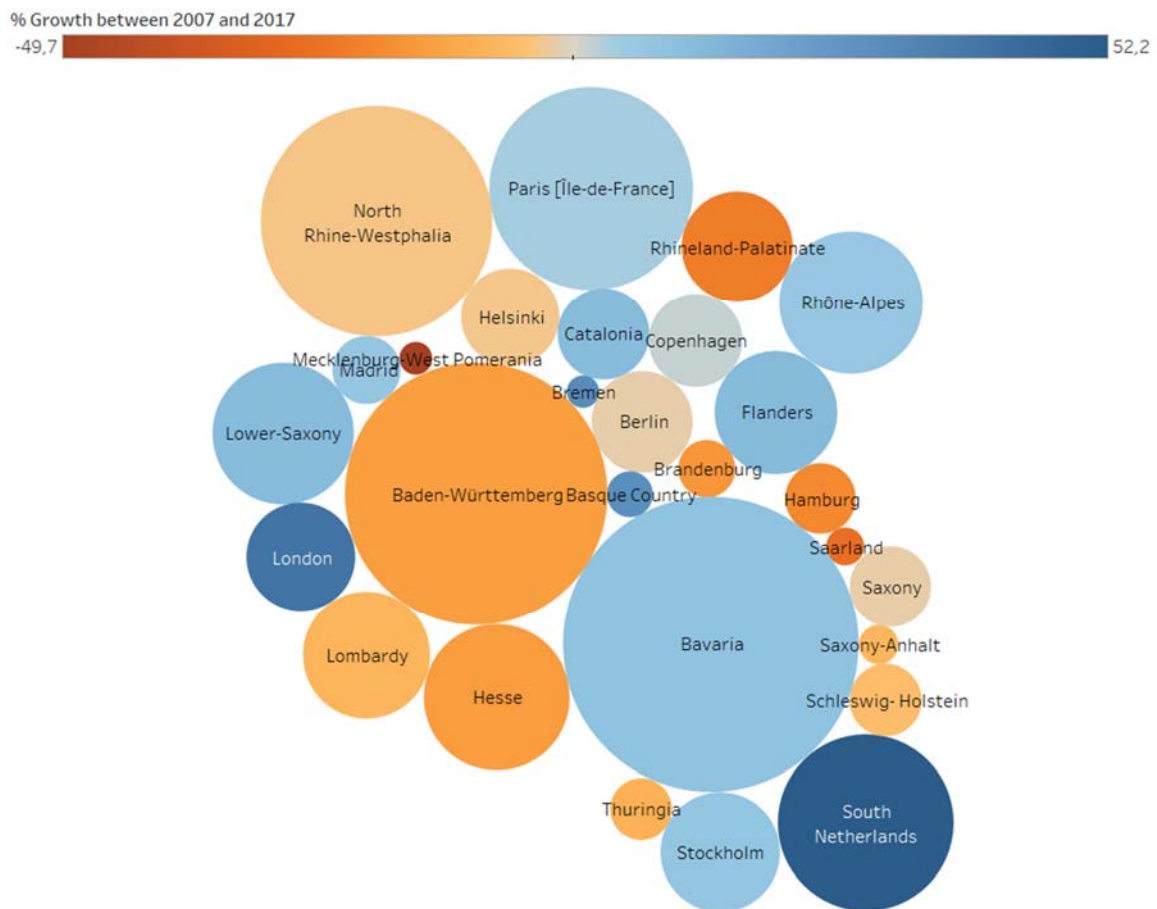 % Growth between 2007 and 2017
-49,7
52,2
Paris [Île-de-France]
North
Rhine-Westphalia
Rhineland-Palatinate
Rhône-Alpes
Helsinki
Catalonia
Copenhagen
Mecklenburg-West Pomerania
Madrid
Bremen
Flanders
Berlin
Lower-Saxony
Brandenburg
Baden-Württemberg
Basque Country
Hamburg
Saarland
London
Saxony
Bavaria
Saxony-Anhalt
Lombardy
Hesse
Schleswig- Holstein
Thuringia
South
Netherlands
Stockholm